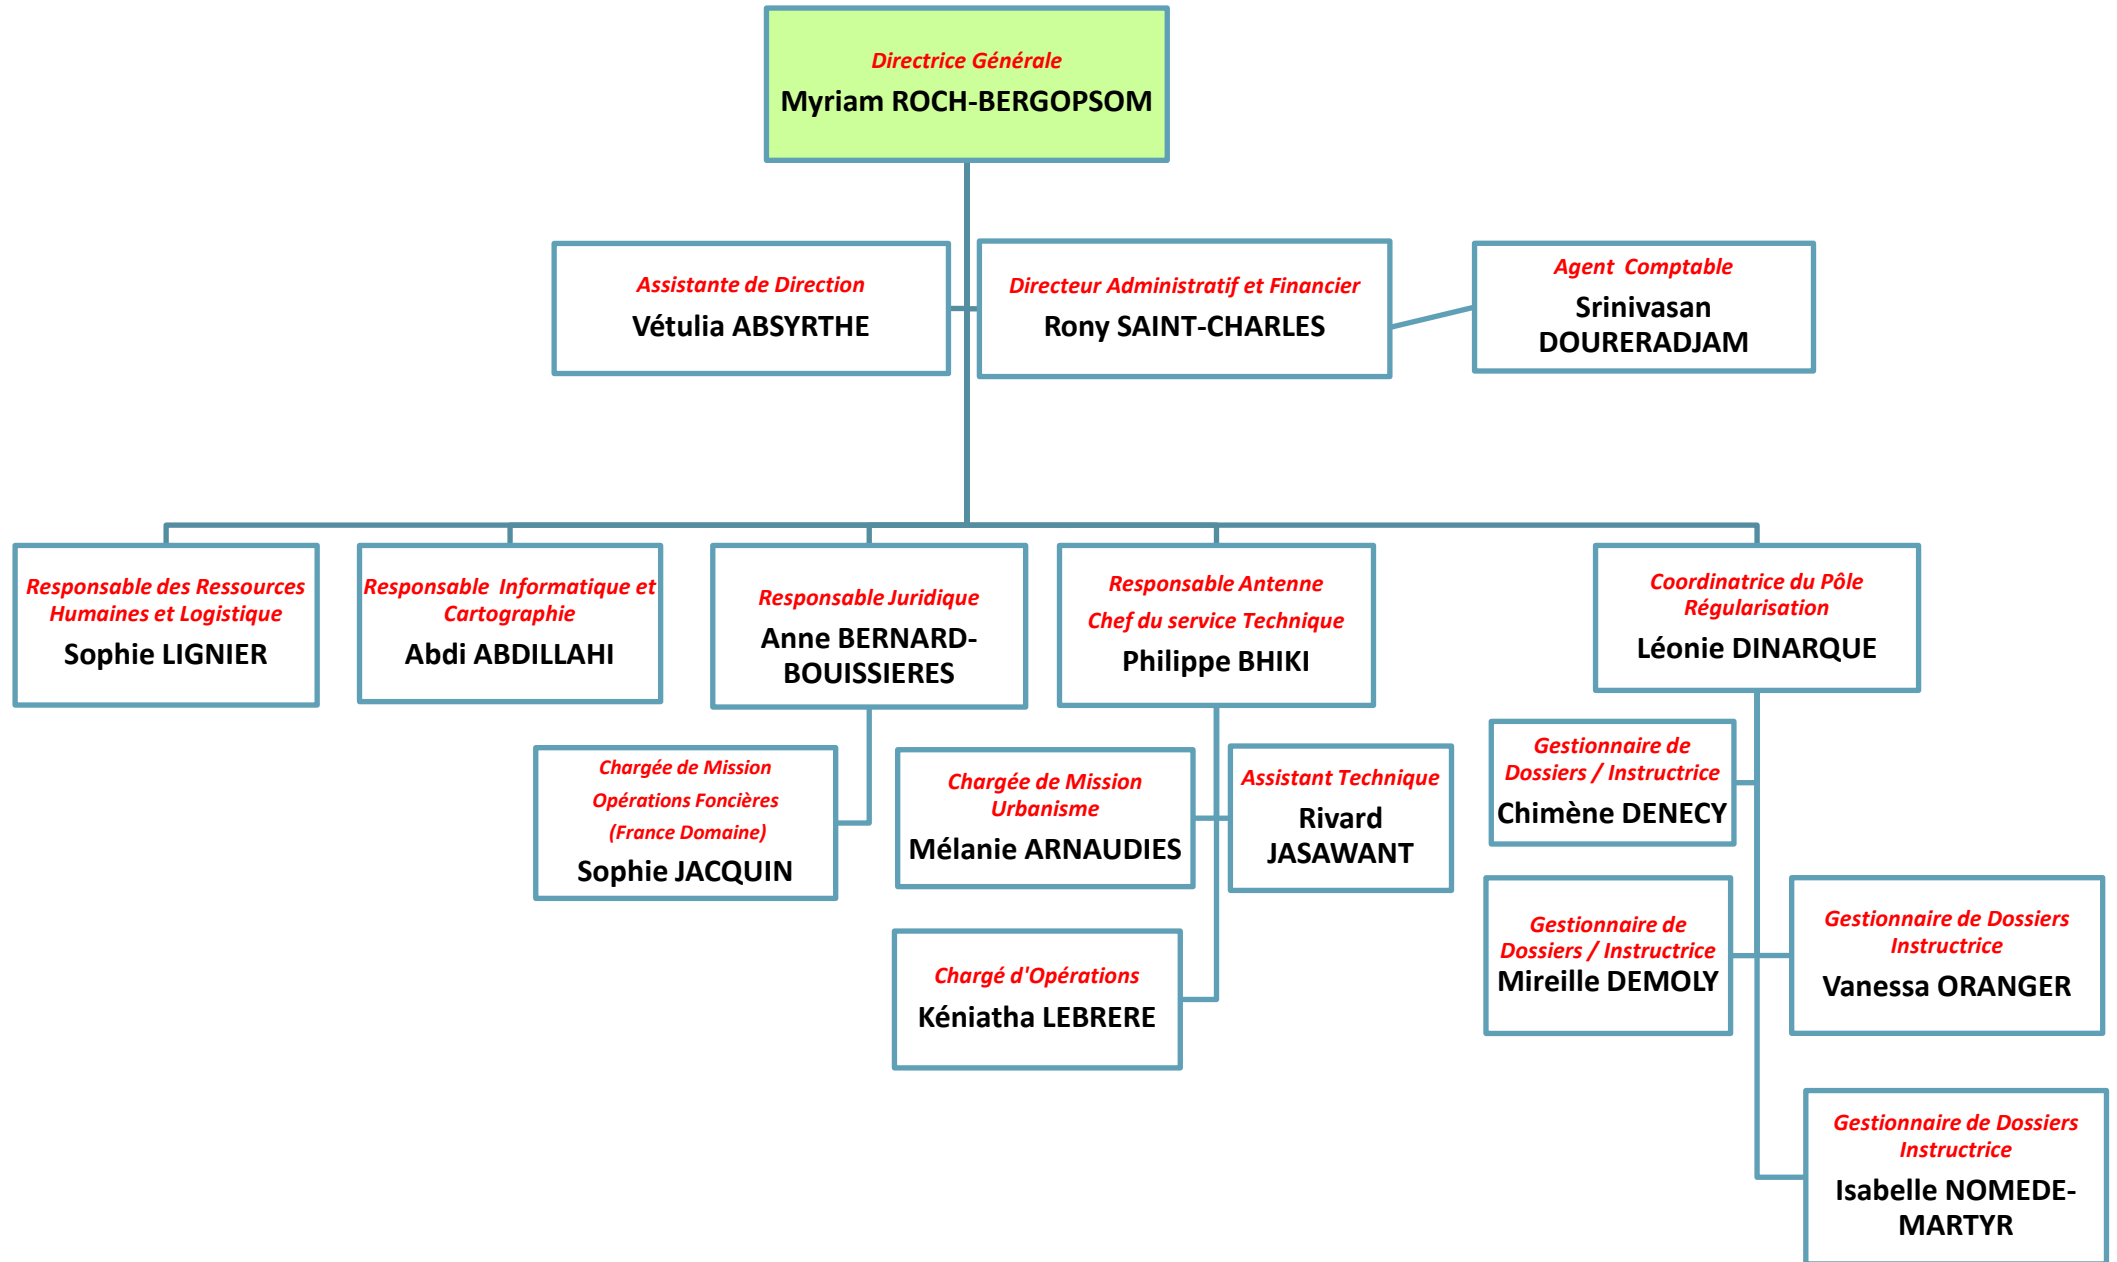 Directrice Générale
Myriam ROCH-BERGOPSOM
Assistante de Direction
Vétulia ABSYRTHE
Directeur Administratif et Financier
Rony SAINT-CHARLES
Agent Comptable
Srinivasan
DOURERADJAM
Responsable des Ressources
Humaines et Logistique
Sophie LIGNIER
Responsable Informatique et
Cartographie
Abdi ABDILLAHI
Responsable Juridique
Anne BERNARD-
BOUISSIERES
Responsable Antenne
Chef du service Technique
Philippe BHIKI
Coordinatrice du Pôle
Régularisation
Léonie DINARQUE
Chargée de Mission
Opérations Foncières
(France Domaine)
Sophie JACQUIN
Chargée de Mission
Urbanisme
Mélanie ARNAUDIES
Assistant Technique
Rivard
JASAWANT
Chargé d'Opérations
Kéniatha LEBRERE
Gestionnaire de
Dossiers / Instructrice
Chimène DENECY
Gestionnaire de
Dossiers / Instructrice
Mireille DEMOLY
Gestionnaire de Dossiers
Instructrice
Vanessa ORANGER
Gestionnaire de Dossiers
Instructrice
Isabelle NOMEDE-
MARTYR